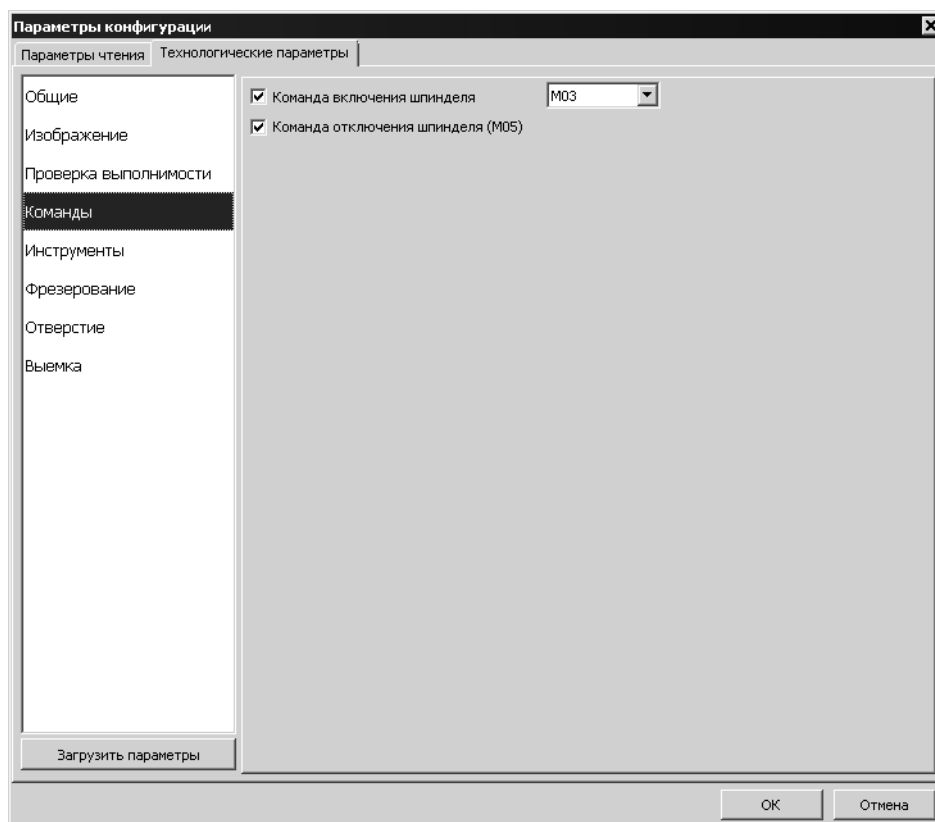 Параметры конфигурации
Параметры чтения
Технологические параметры
Общие
Изображение
Проверка выполнимости
Команды
Инструменты
Фрезерование
Отверстие
Выемка
Загрузить параметры
Команда включения шпинделя
M03
Команда отключения шпинделя (M05)
OK
Отмена